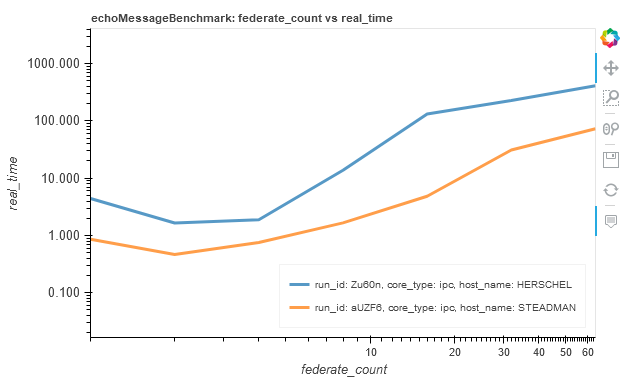 echoMessageBenchmark: federate_count vs real_time
1000.000
100.000
10.000
1.000
0.100
real_time
run_id: Zu60n, core_type: ipc, host_name: HERSCHEL
run_id: aUZF6, core_type: ipc, host_name: STEADMAN
10 20 30 40 50 60
federate_count